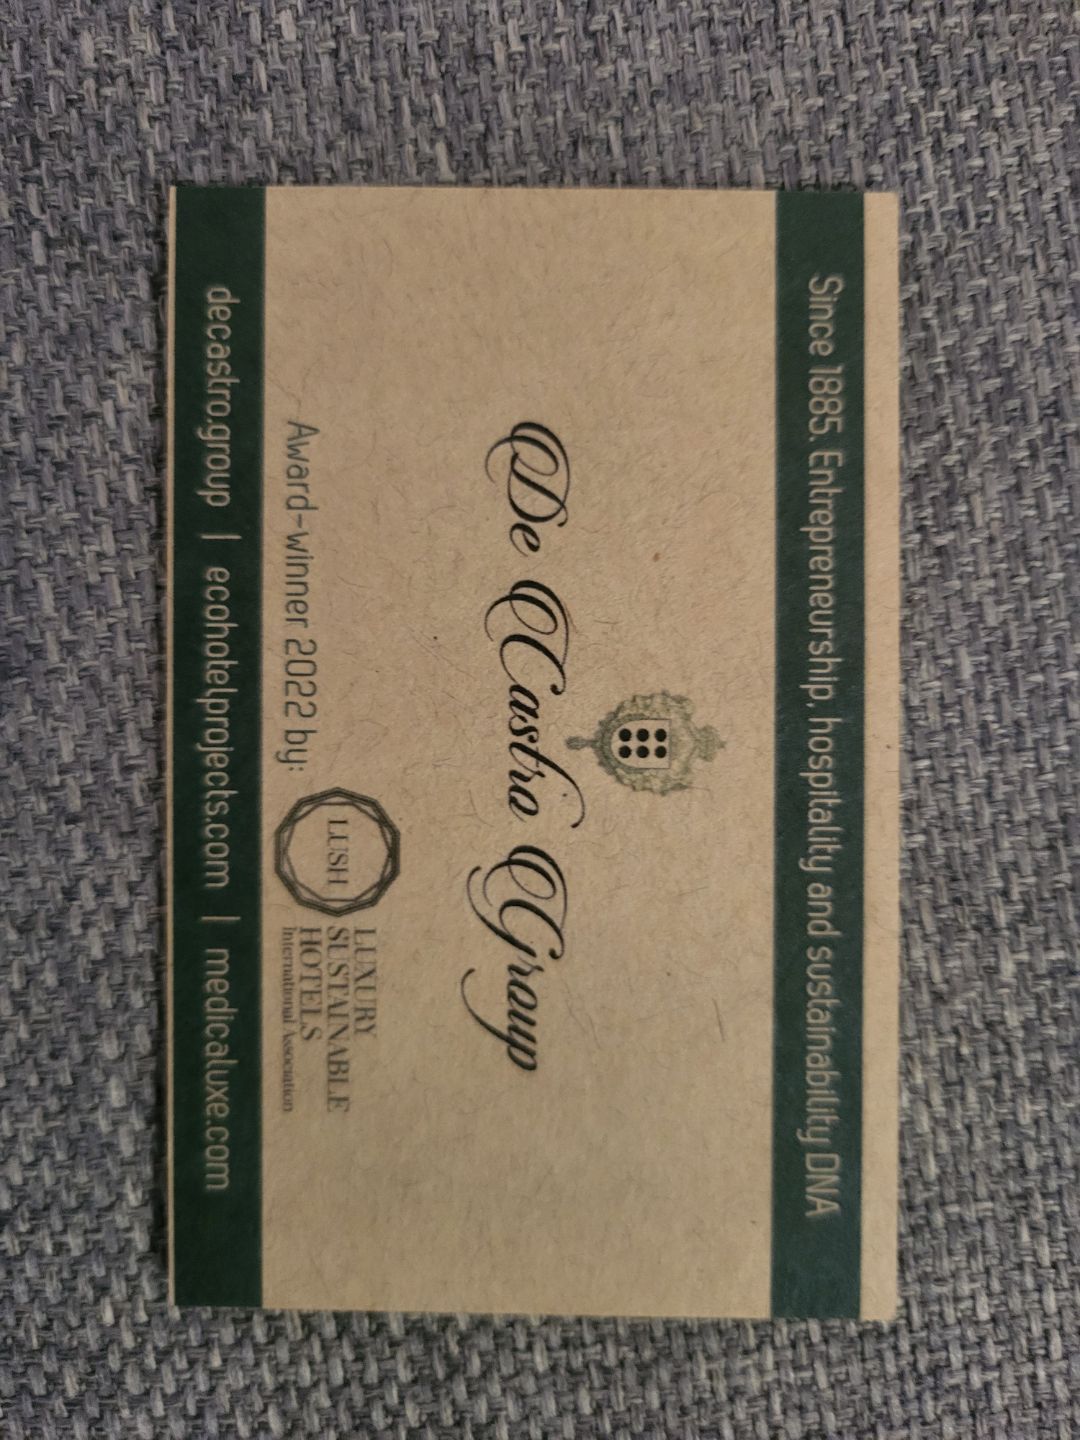 Since 1885. Entrepreneurship, hospitality and sustainability DNA
De Castro Group
Award-winner 2022 by:
LUSH
LUXURY
SUSTAINABLE
HOTELS
International Association
decastro.group | ecohotelprojects.com | medicaluxe.com